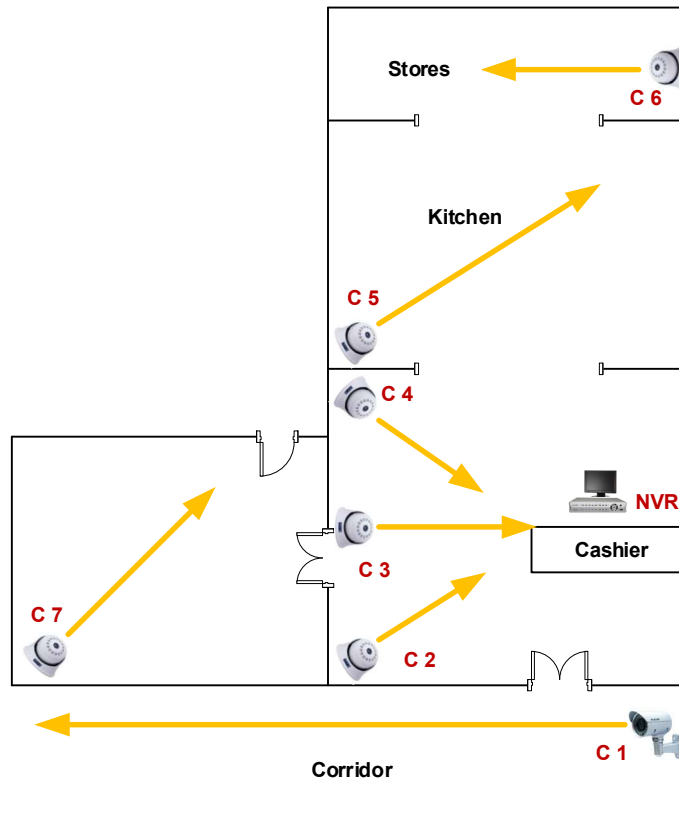 Stores
C 6
Kitchen
C 5
C 4
NVR
Cashier
C 3
C 7
C 2
C 1
Corridor